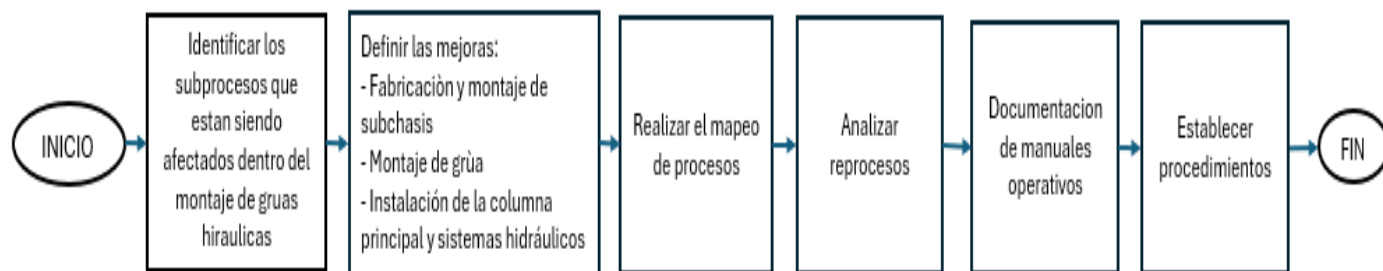 INICIO
Identificar los
subprocesos que
estan siendo
afectados dentro del
montaje de gruas
hiraulicas
Definir las mejoras:
- Fabricaciòn y montaje de
subchasis
- Montaje de grùa
- Instalación de la columna
principal y sistemas hidráulicos
Realizar el mapeo
de procesos
Analizar
reprocesos
Documentacion
de manuales
operativos
Establecer
procedimientos
FIN